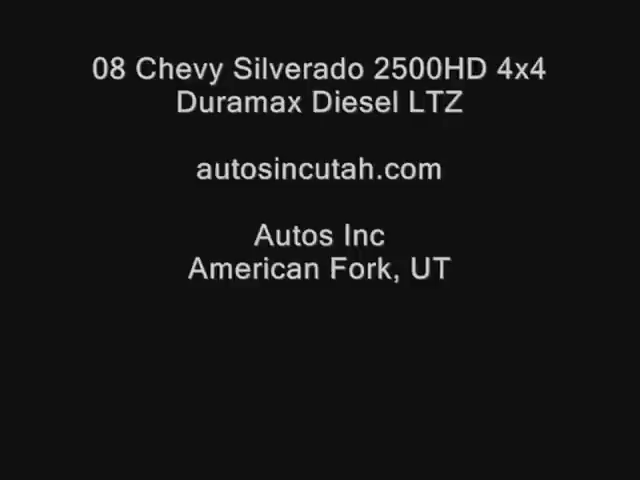 08 Chevy Silverado 2500HD 4x4
Duramax Diesel LTZ
autosincutah.com
Autos Inc
American Fork, UT